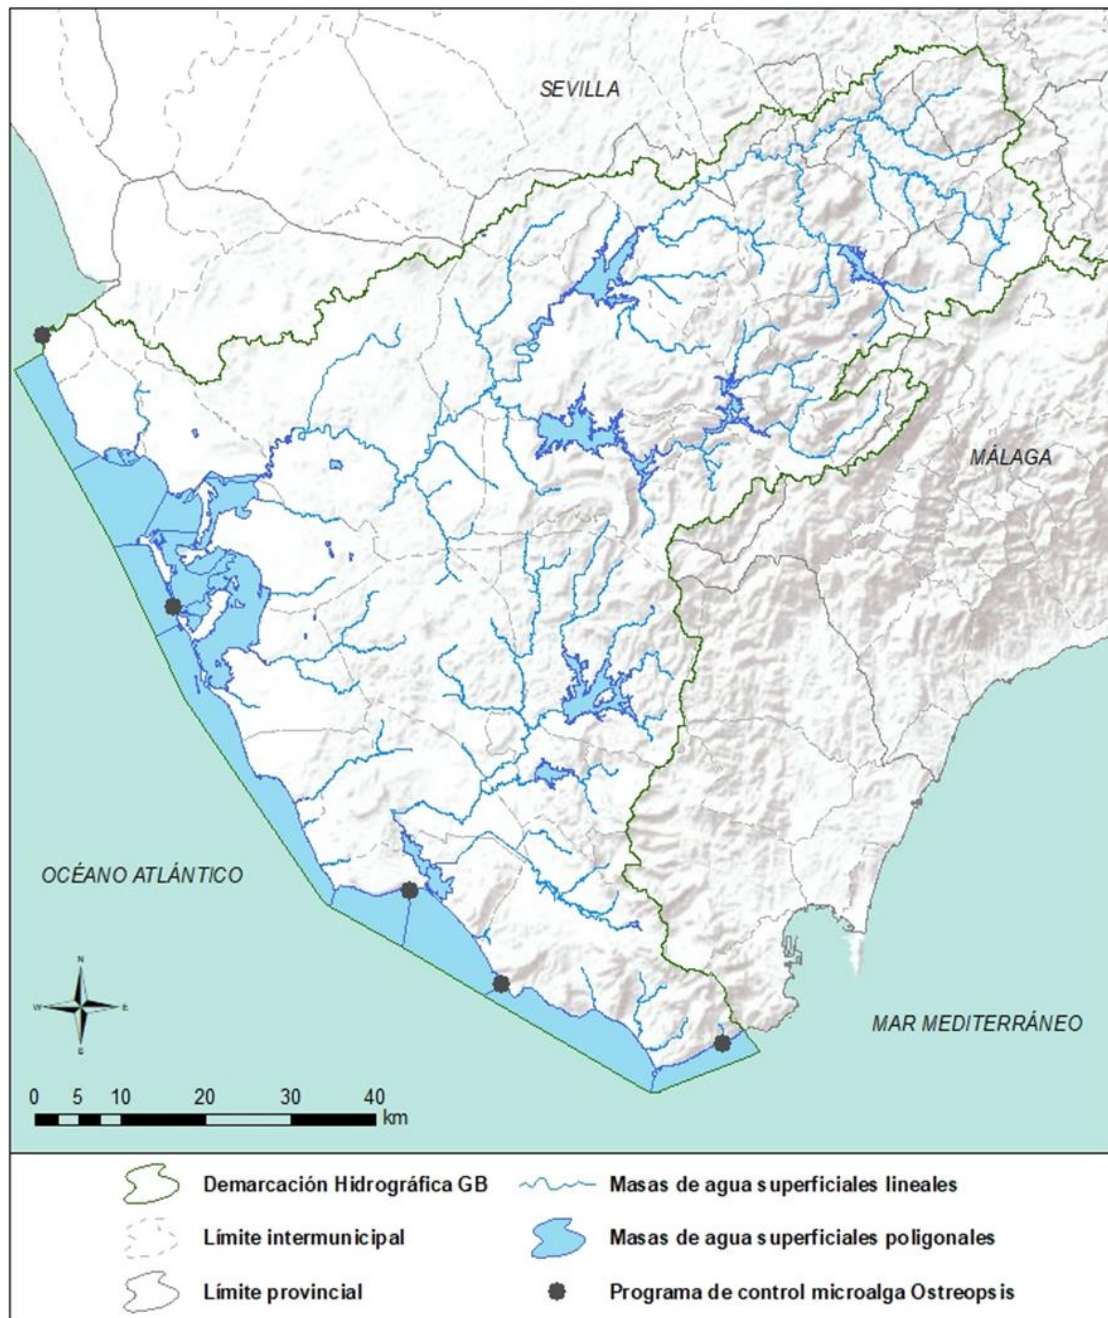 SEVILLA
MÁLAGA
OCÉANO ATLÁNTICO
N
W E
S
MAR MEDITERRÁNEO
0 5 10 20 30 40
km
Demarcación Hidrográfica GB
Masas de agua superficiales lineales
Límite intermunicipal
Masas de agua superficiales poligonales
Límite provincial
Programa de control microalga Ostreopsis